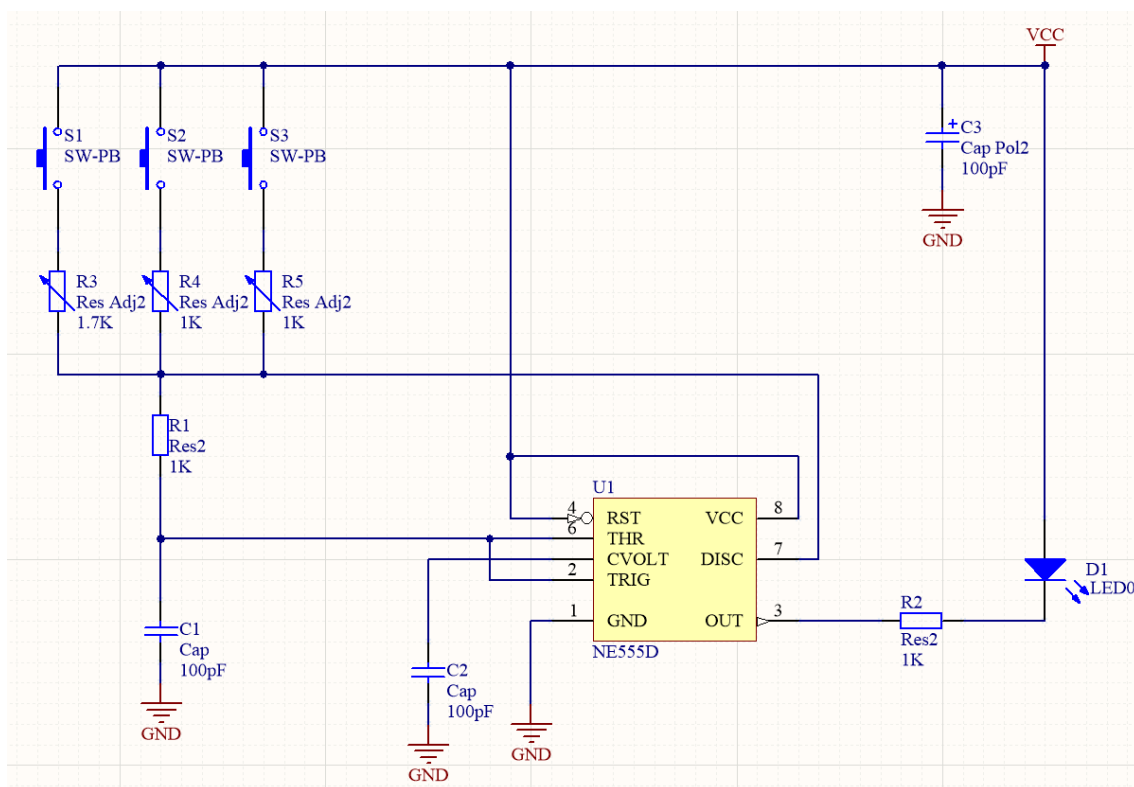 VCC
S1
SW-PB
S2
SW-PB
S3
SW-PB
+
C3
Cap Pol2
100pF
GND
R3
Res Adj2
1.7K
R4
Res Adj2
1K
R5
Res Adj2
1K
R1
Res2
1K
U1
4
RST
VCC
8
6
THR
CVOLT
DISC
7
2
TRIG
1
GND
OUT
3
NE555D
D1
LED0
R2
Res2
1K
C1
Cap
100pF
GND
C2
Cap
100pF
GND
GND